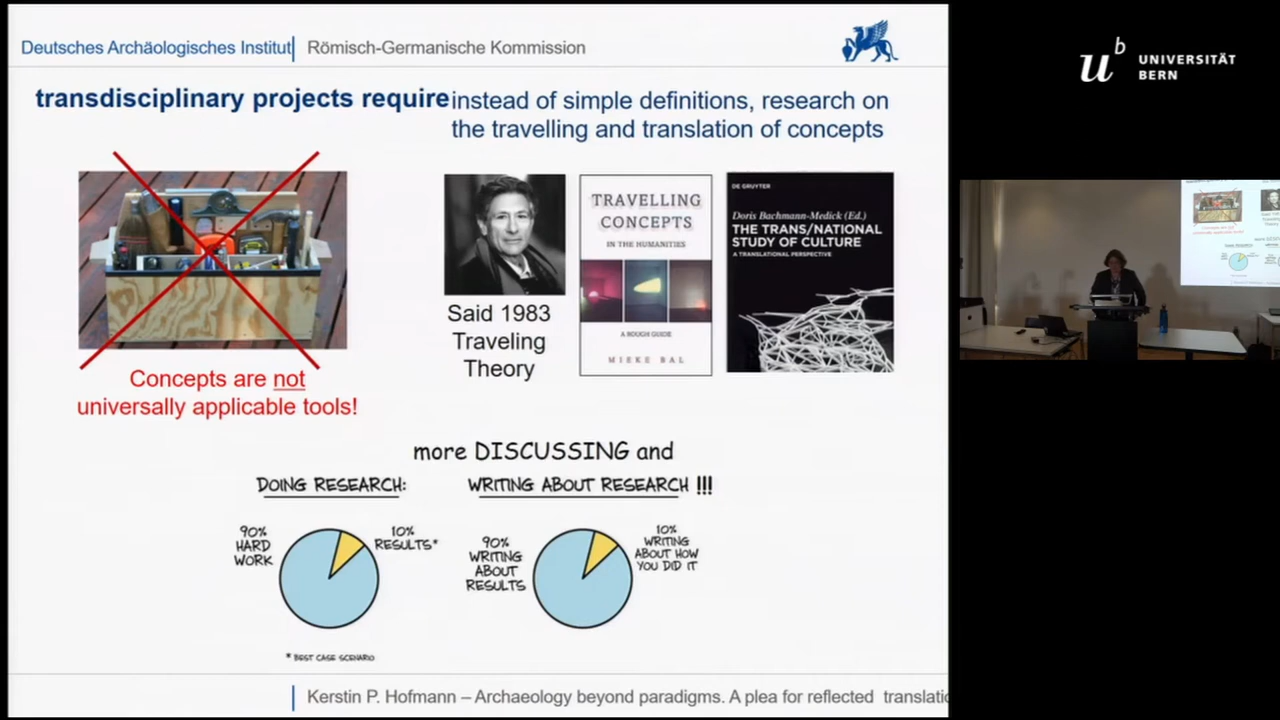 Deutsches Archäologisches Institut
Römisch-Germanische Kommission
transdisciplinary projects require
instead of simple definitions, research on
the travelling and translation of concepts
Concepts are not
universally applicable tools!
Said 1983
Traveling
Theory
TRAVELLING
CONCEPTS
IN THE HUMANITIES
A ROUGH GUIDE
MIEKE BAL
DE GRUYTER
Doris Bachmann-Medick (Ed.)
THE TRANS/NATIONAL
STUDY OF CULTURE
A TRANSLATIONAL PERSPECTIVE
more DISCUSSING and
DOING RESEARCH:
90%
HARD
WORK
10%
RESULTS*
* BEST CASE SCENARIO
WRITING ABOUT RESEARCH !!!
90%
WRITING
ABOUT
RESULTS
10%
WRITING
ABOUT HOW
YOU DID IT
Kerstin P. Hofmann – Archaeology beyond paradigms. A plea for reflected translatio
u b
UNIVERSITÄT
BERN